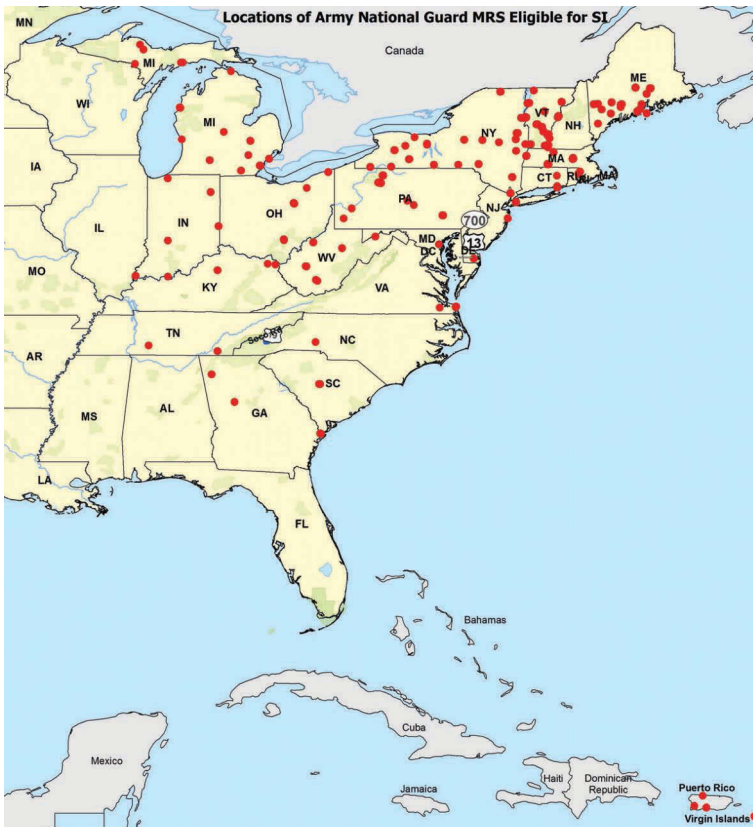 Locations of Army National Guard MRS Eligible for SI
MN
Canada
ME
MI
WI
VT
NH
MI
NY
MA
IA
CT
RI
MA
PA
NJ
OH
IN
IL
700
MD
13
DC
DE
WV
MO
KY
VA
TN
NC
AR
SC
MS
AL
GA
LA
FL
Bahamas
Cuba
Mexico
Haiti
Dominican
Republic
Jamaica
Puerto Rico
Virgin Islands